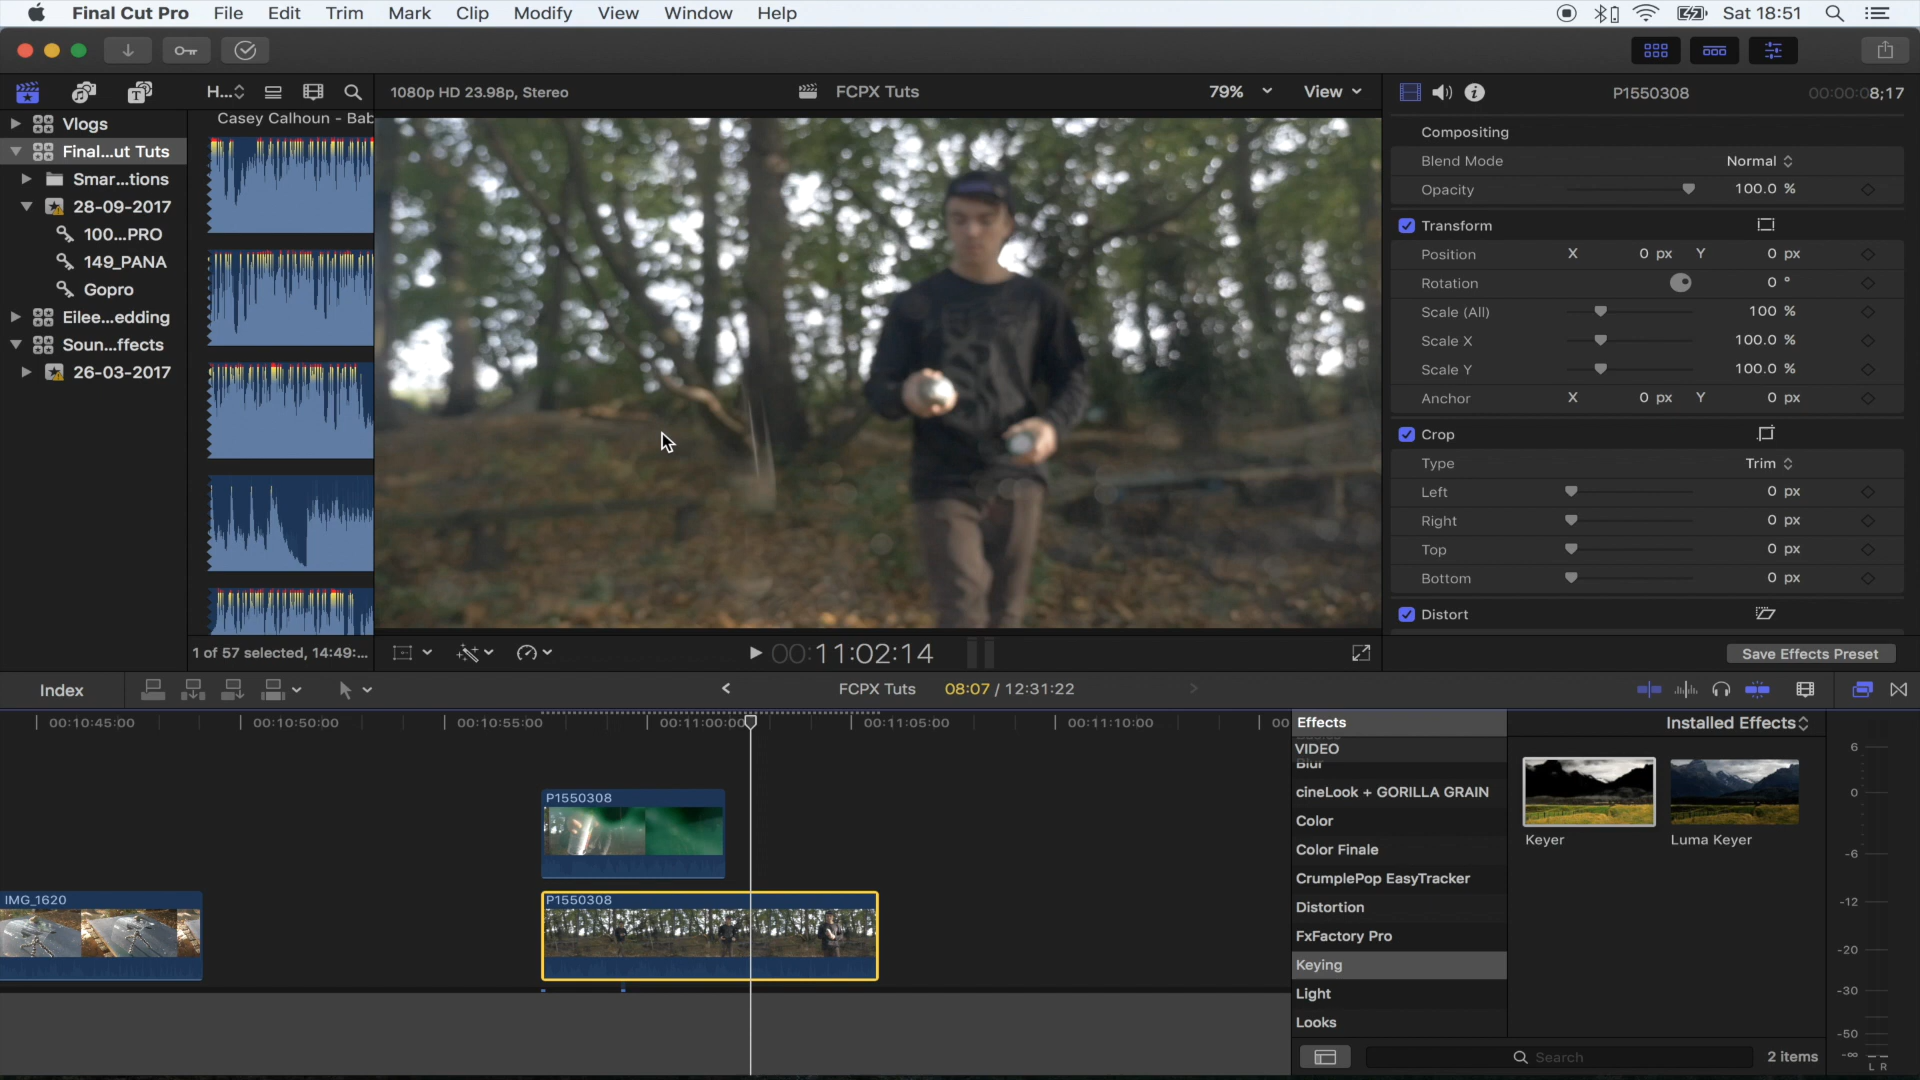 Final Cut Pro File Edit Trim Mark Clip Modify View Window Help Sat 18:51
H...
1080p HD 23.98p, Stereo
FCPX Tuts
79%
View
P1550308
00:00:08;17
Vlogs
Final...ut Tuts
Smar...tions
28-09-2017
100...PRO
149_PANA
Gopro
Eilee...edding
Soun...ffects
26-03-2017
Casey Calhoun - Bab
1 of 57 selected, 14:49:...
00:11:02:14
Compositing
Blend Mode Normal
Opacity 100.0 %
Transform
Position X 0 px Y 0 px
Rotation 0 °
Scale (All) 100 %
Scale X 100.0 %
Scale Y 100.0 %
Anchor X 0 px Y 0 px
Crop
Type Trim
Left 0 px
Right 0 px
Top 0 px
Bottom 0 px
Distort
Save Effects Preset
Index
FCPX Tuts 08:07 / 12:31:22
00:10:45:00 00:10:50:00 00:10:55:00 00:11:00:00 00:11:05:00 00:11:10:00 00
P1550308
IMG_1620
P1550308
Effects
VIDEO
Blur
cineLook + GORILLA GRAIN
Color
Color Finale
CrumplePop EasyTracker
Distortion
FxFactory Pro
Keying
Light
Looks
Installed Effects
Keyer
Luma Keyer
Search
2 items
6
0
-6
-12
-20
-30
-50
-∞
L R